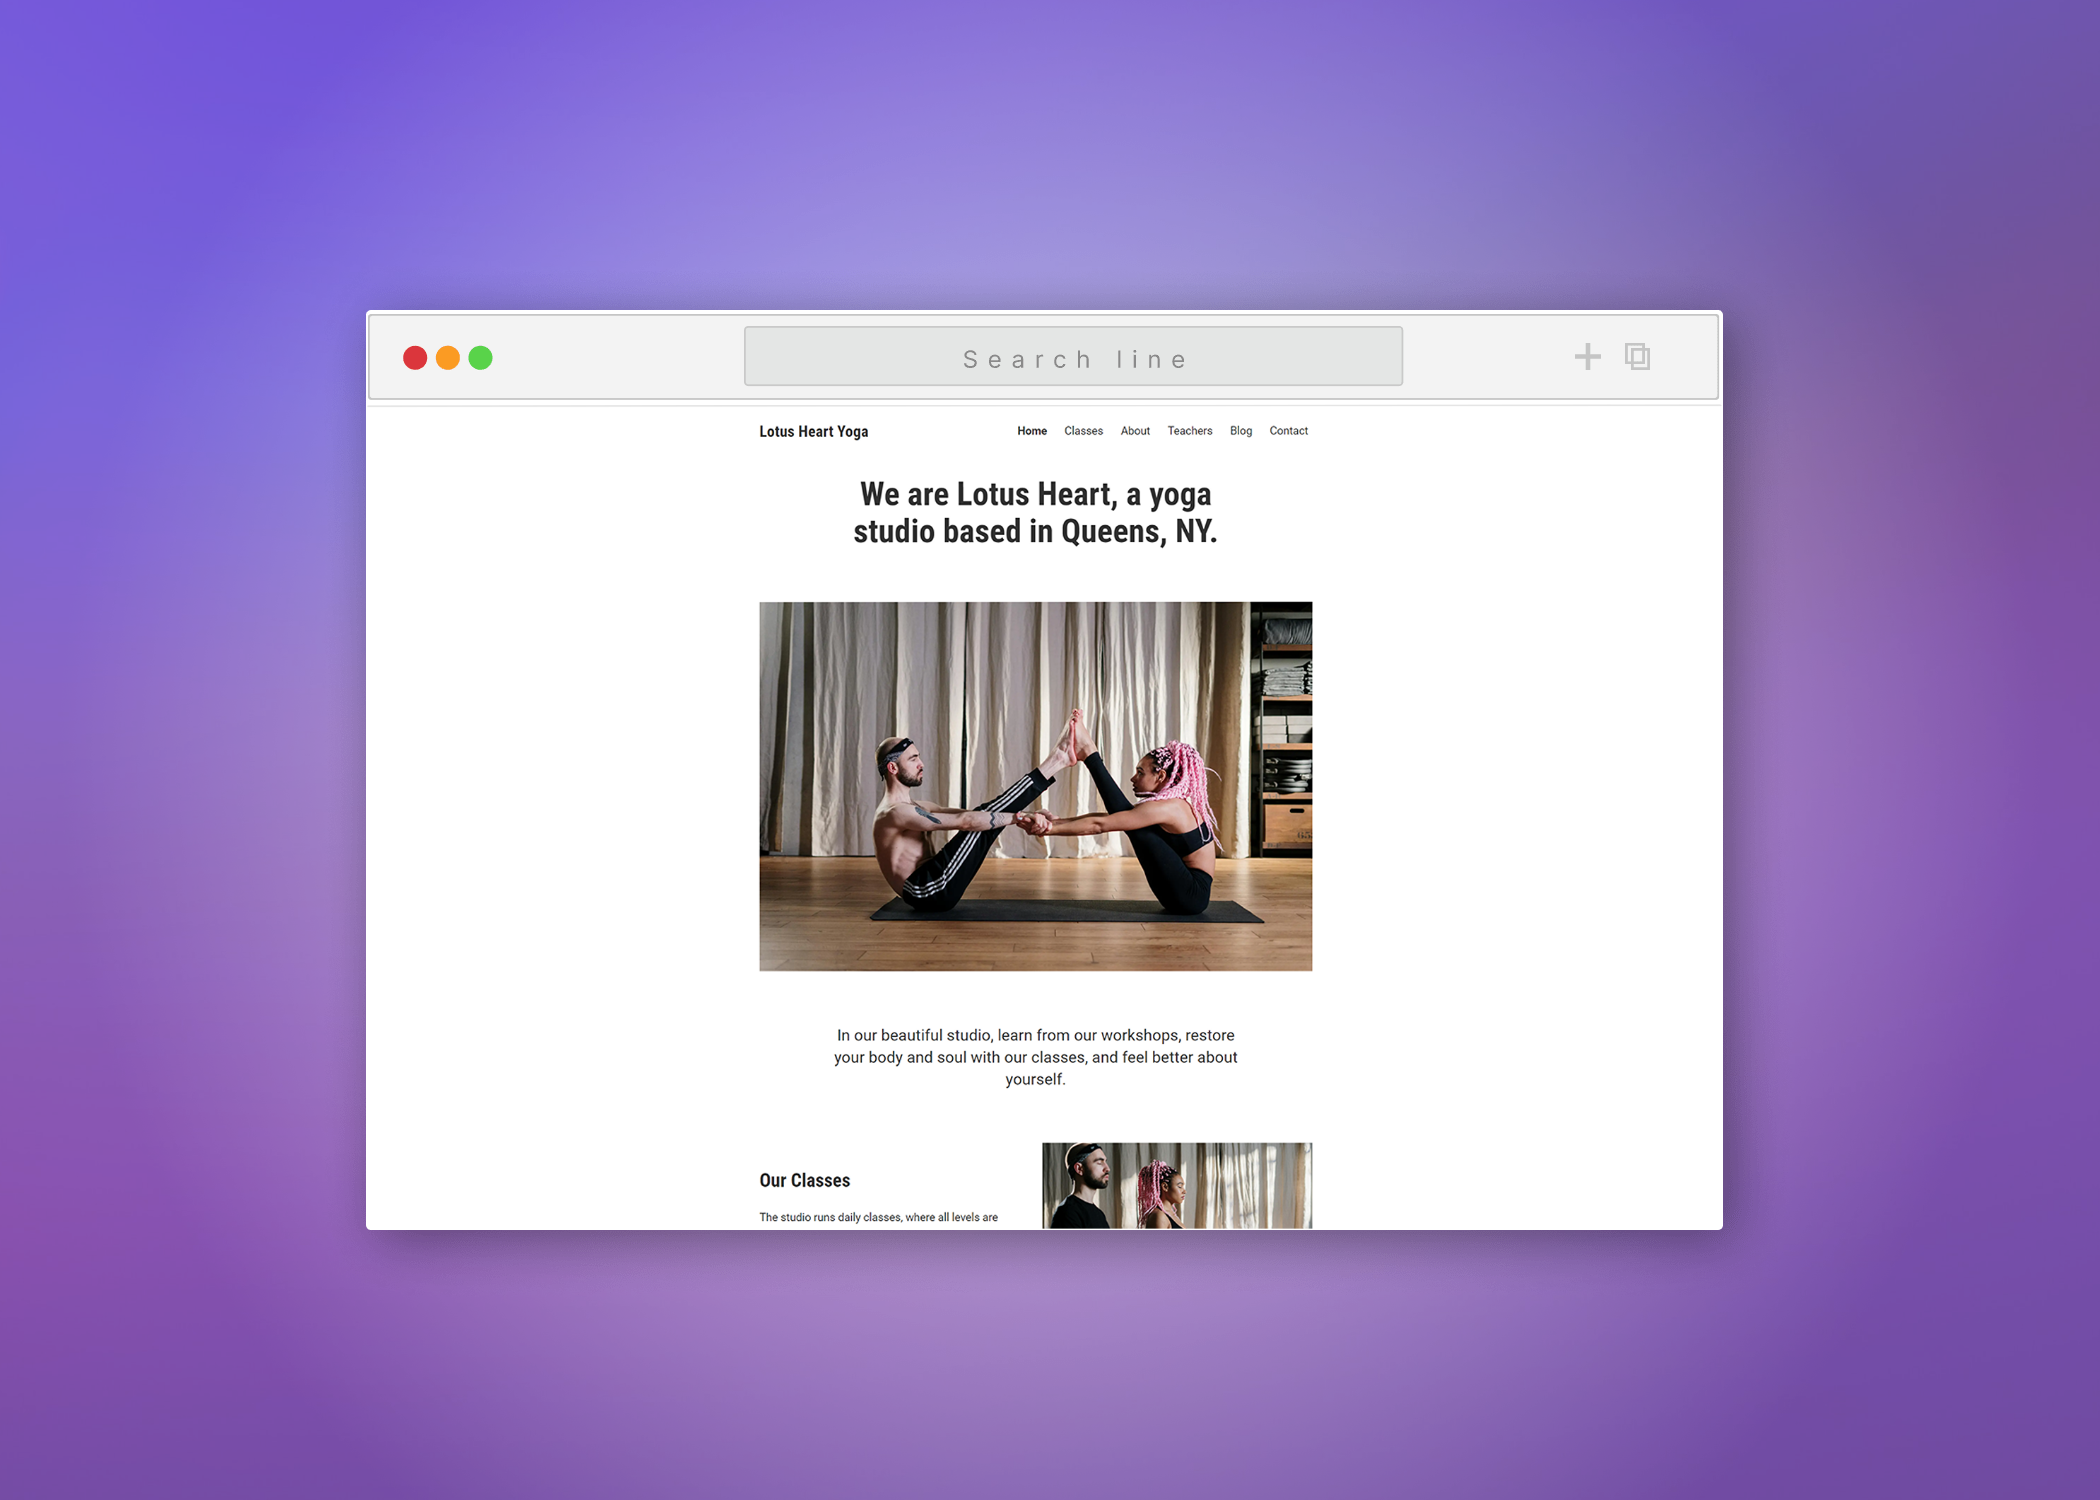 Search line
Lotus Heart Yoga
Home Classes About Teachers Blog Contact
We are Lotus Heart, a yoga
studio based in Queens, NY.
In our beautiful studio, learn from our workshops, restore
your body and soul with our classes, and feel better about
yourself.
Our Classes
The studio runs daily classes, where all levels are